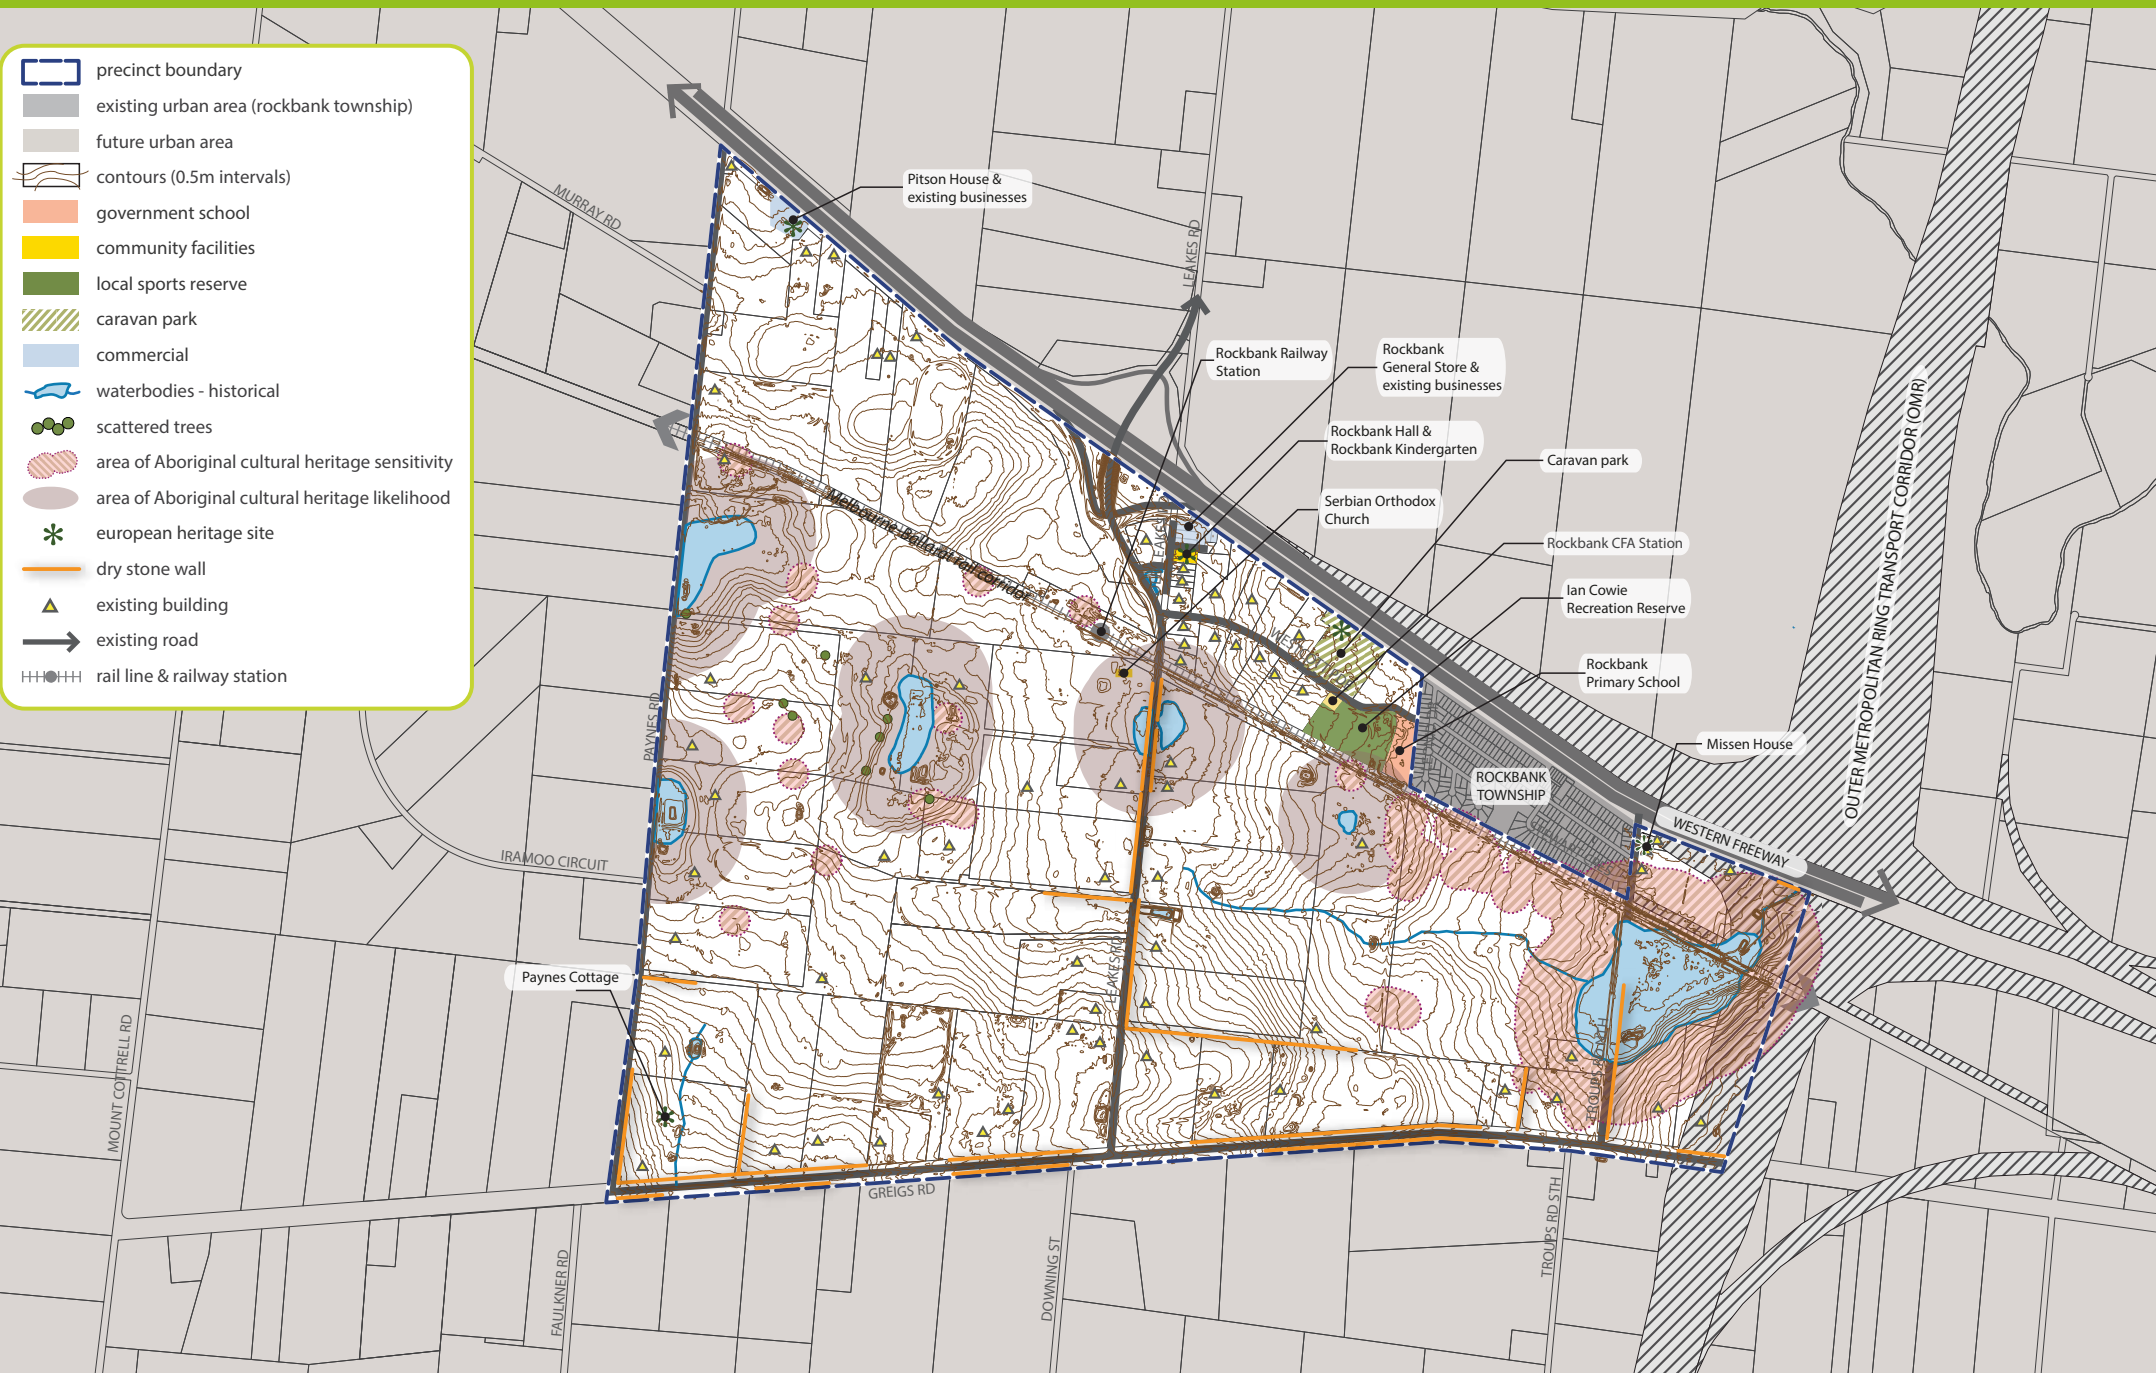 precinct boundary
existing urban area (rockbank township)
future urban area
contours (0.5m intervals)
government school
community facilities
local sports reserve
caravan park
commercial
waterbodies - historical
scattered trees
area of Aboriginal cultural heritage sensitivity
area of Aboriginal cultural heritage likelihood
european heritage site
dry stone wall
existing building
existing road
rail line & railway station
MURRAY RD
Pitson House &
existing businesses
LEAKES RD
Rockbank Railway
Station
Rockbank
General Store &
existing businesses
Rockbank Hall &
Rockbank Kindergarten
Caravan park
Serbian Orthodox
Church
Rockbank CFA Station
Ian Cowie
Recreation Reserve
Rockbank
Primary School
Missen House
OUTER METROPOLITAN RING TRANSPORT CORRIDOR (OMR)
Melbourne-Ballarat rail corridor
LEAKES
PAYNES RD
ROCKBANK
TOWNSHIP
WESTERN FREEWAY
IRAMOO CIRCUIT
LEAKES RD
Paynes Cottage
MOUNT COTTRELL RD
GREIGS RD
FAULKNER RD
DOWNING ST
TROUPS RD STH